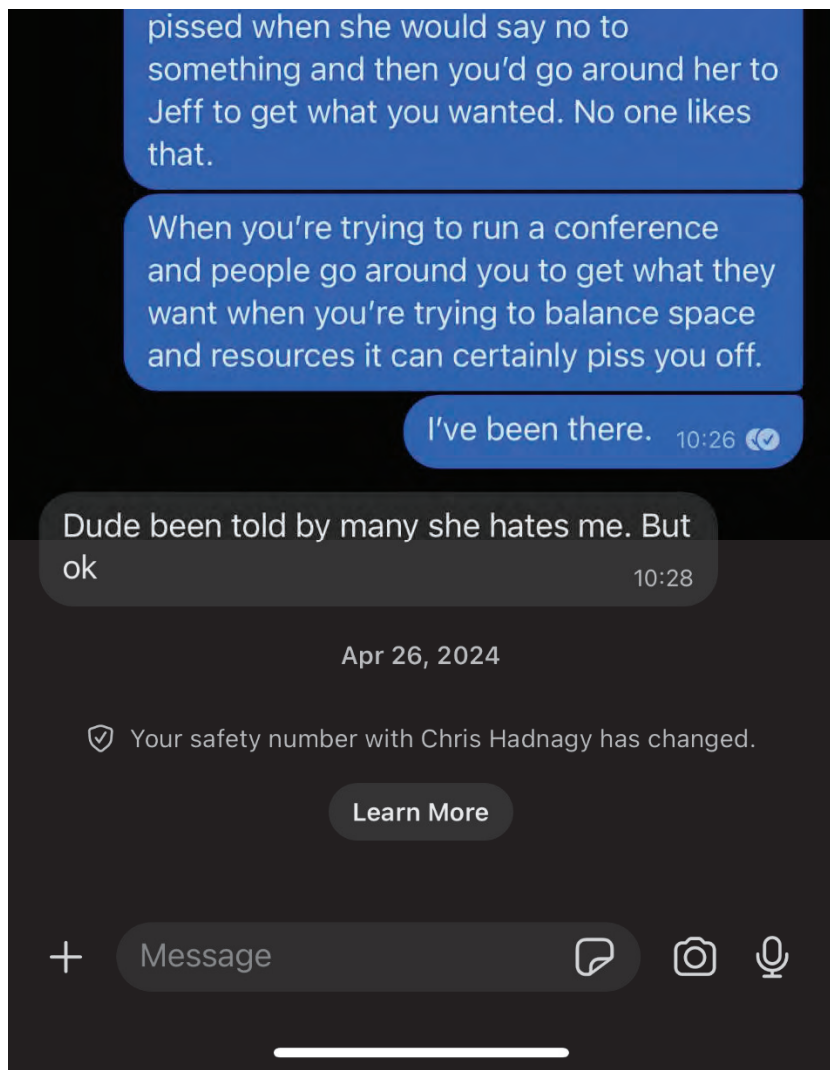 pissed when she would say no to
something and then you’d go around her to
Jeff to get what you wanted. No one likes
that.
When you’re trying to run a conference
and people go around you to get what they
want when you’re trying to balance space
and resources it can certainly piss you off.
I’ve been there. 10:26
Dude been told by many she hates me. But
ok
10:28
Apr 26, 2024
Your safety number with Chris Hadnagy has changed.
Learn More
Message